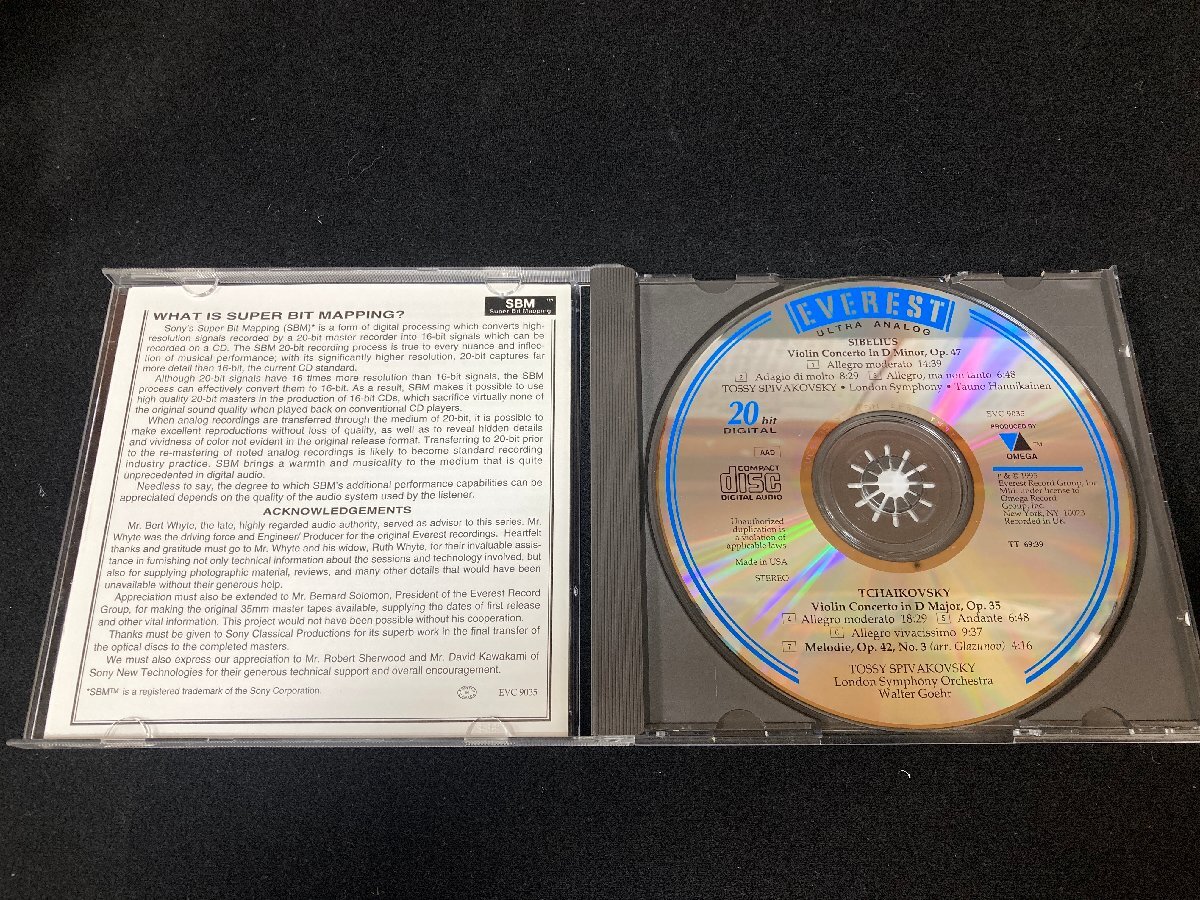 SBM TM
Super Bit Mapping
WHAT IS SUPER BIT MAPPING?
Sony's Super Bit Mapping (SBM)* is a form of digital processing which converts high-
resolution signals recorded by a 20-bit master recorder into 16-bit signals which can be
recorded on a CD. The SBM 20-bit recording process is true to every nuance and inflec-
tion of musical performance; with its significantly higher resolution, 20-bit captures far
more detail than 16-bit, the current CD standard.
Although 20-bit signals have 16 times more resolution than 16-bit signals, the SBM
process can effectively convert them to 16-bit. As a result, SBM makes it possible to use
high quality 20-bit masters in the production of 16-bit CDs, which sacrifice virtually none of
the original sound quality when played back on conventional CD players.
When analog recordings are transferred through the medium of 20-bit, it is possible to
make excellent reproductions without loss of quality, as well as to reveal hidden details
and vividness of color not evident in the original release format. Transferring to 20-bit prior
to the re-mastering of noted analog recordings is likely to become standard recording
industry practice. SBM brings a warmth and musicality to the medium that is quite
unprecedented in digital audio.
Needless to say, the degree to which SBM's additional performance capabilities can be
appreciated depends on the quality of the audio system used by the listener.
ACKNOWLEDGEMENTS
Mr. Bert Whyte, the late, highly regarded audio authority, served as advisor to this series. Mr.
Whyte was the driving force and Engineer/ Producer for the original Everest recordings. Heartfelt
thanks and gratitude must go to Mr. Whyte and his widow, Ruth Whyte, for their invaluable assis-
tance in furnishing not only technical information about the sessions and technology involved, but
also for supplying photographic material, reviews, and many other details that would have been
unavailable without their generous help.
Appreciation must also be extended to Mr. Bernard Solomon, President of the Everest Record
Group, for making the original 35mm master tapes available, supplying the dates of first release
and other vital information. This project would not have been possible without his cooperation.
Thanks must be given to Sony Classical Productions for its superb work in the final transfer of
the optical discs to the completed masters.
We must also express our appreciation to Mr. Robert Sherwood and Mr. David Kawakami of
Sony New Technologies for their generous technical support and overall encouragement.
*SBM™ is a registered trademark of the Sony Corporation.
EVC 9035
EVEREST
ULTRA ANALOG
SIBELIUS
Violin Concerto in D Minor, Op. 47
1 Allegro moderato 14:39
2 Adagio di molto 8:29 3 Allegro, ma non tanto 6:48
TOSSY SPIVAKOVSKY • London Symphony • Tauno Hannikainen
20 bit
DIGITAL
AAD
COMPACT
disc
DIGITAL AUDIO
Unauthorized
duplication is
a violation of
applicable laws
Made in USA
STEREO
EVC 9035
PRODUCED BY
OMEGA ™
Everest Record Group, Inc
Mfd. under license to
Omega Record
Group, Inc.
New York, NY 10023
Recorded in UK
TT 69:39
TCHAIKOVSKY
Violin Concerto in D Major, Op. 35
4 Allegro moderato 18:29 5 Andante 6:48
6 Allegro vivacissimo 9:37
7 Melodie, Op. 42, No. 3 (arr. Glazunov) 4:16
TOSSY SPIVAKOVSKY
London Symphony Orchestra
Walter Goehr